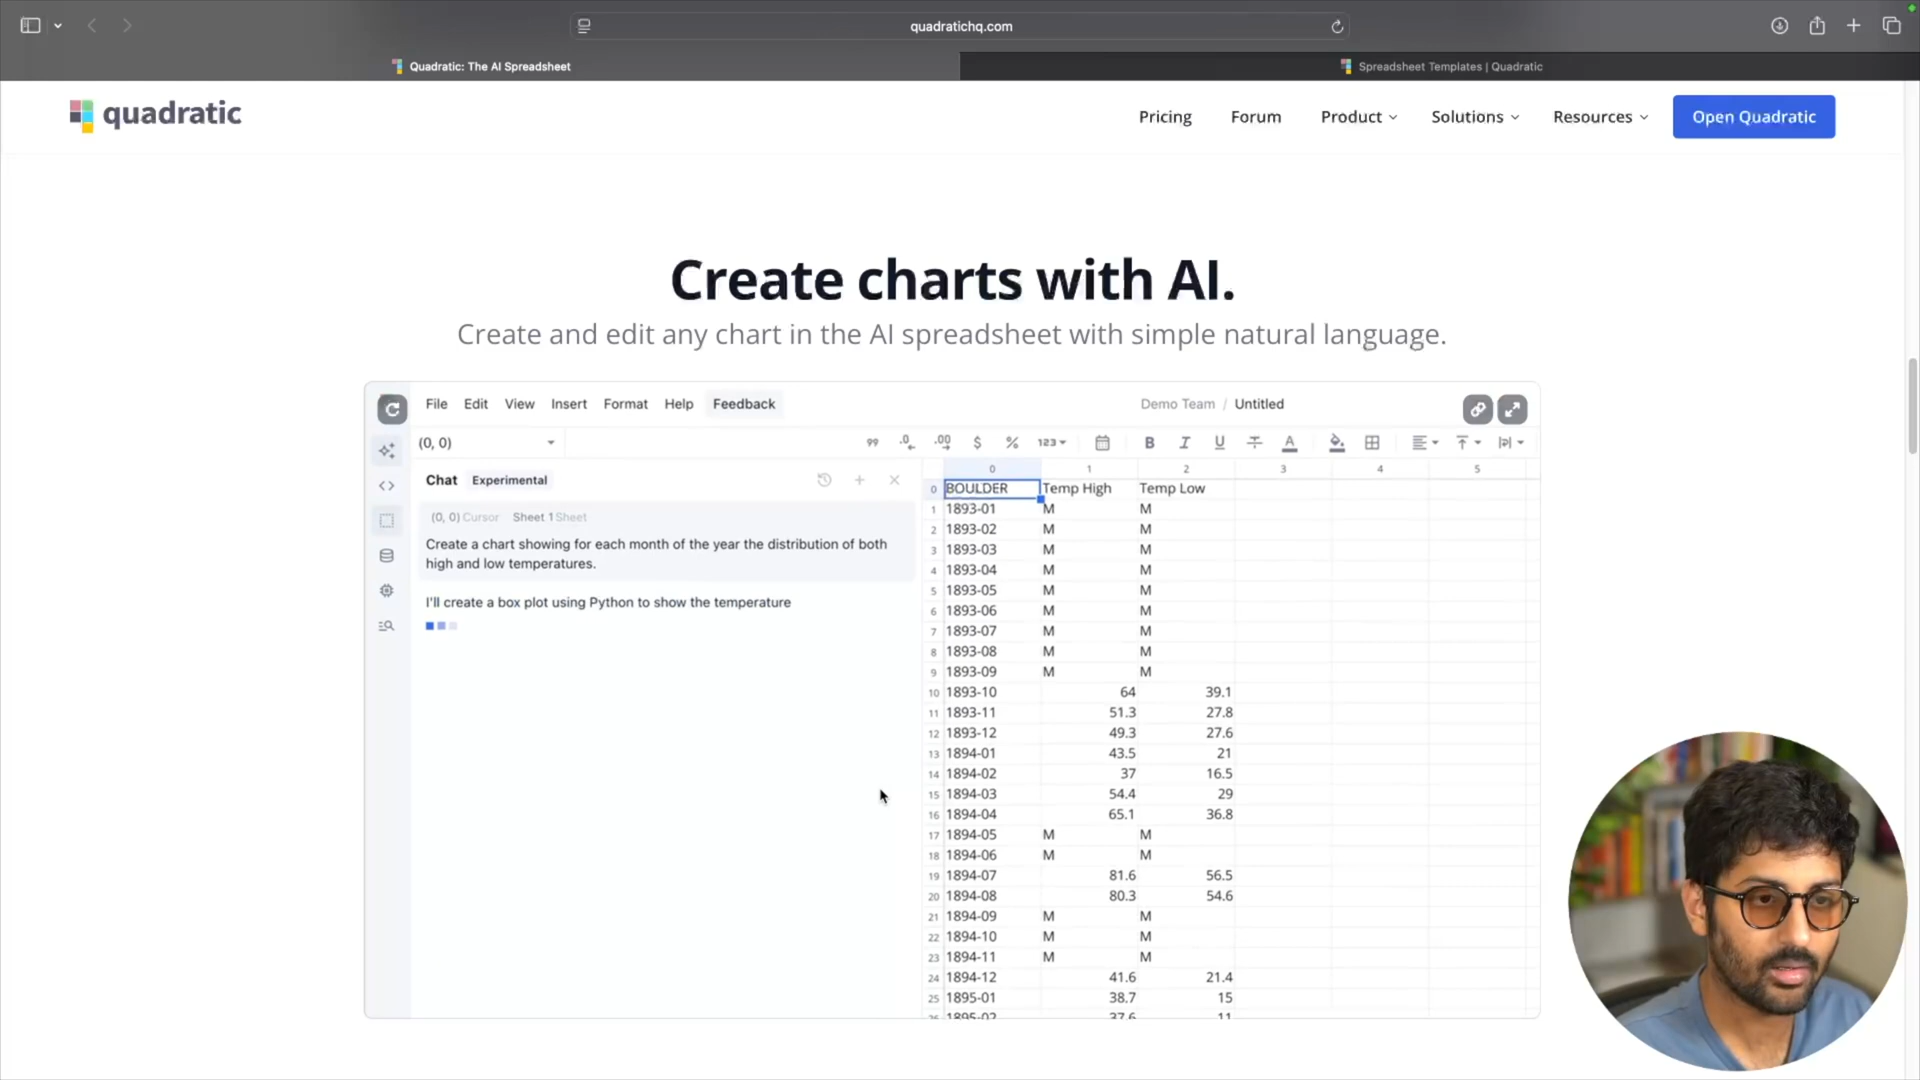 quadratichq.com
Quadratic: The AI Spreadsheet
Spreadsheet Templates | Quadratic
quadratic
Pricing
Forum
Product
Solutions
Resources
Open Quadratic
Create charts with AI.
Create and edit any chart in the AI spreadsheet with simple natural language.
File Edit View Insert Format Help Feedback
Demo Team / Untitled
(0, 0)
99 .0 .00 $ % 123 B I U A
Chat Experimental
(0, 0) Cursor Sheet 1 Sheet
Create a chart showing for each month of the year the distribution of both
high and low temperatures.
I'll create a box plot using Python to show the temperature
0 1 2 3 4 5
0 BOULDER Temp High Temp Low
1 1893-01 M M
2 1893-02 M M
3 1893-03 M M
4 1893-04 M M
5 1893-05 M M
6 1893-06 M M
7 1893-07 M M
8 1893-08 M M
9 1893-09 M M
10 1893-10 64 39.1
11 1893-11 51.3 27.8
12 1893-12 49.3 27.6
13 1894-01 43.5 21
14 1894-02 37 16.5
15 1894-03 54.4 29
16 1894-04 65.1 36.8
17 1894-05 M M
18 1894-06 M M
19 1894-07 81.6 56.5
20 1894-08 80.3 54.6
21 1894-09 M M
22 1894-10 M M
23 1894-11 M M
24 1894-12 41.6 21.4
25 1895-01 38.7 15
1895-02 37.6 11